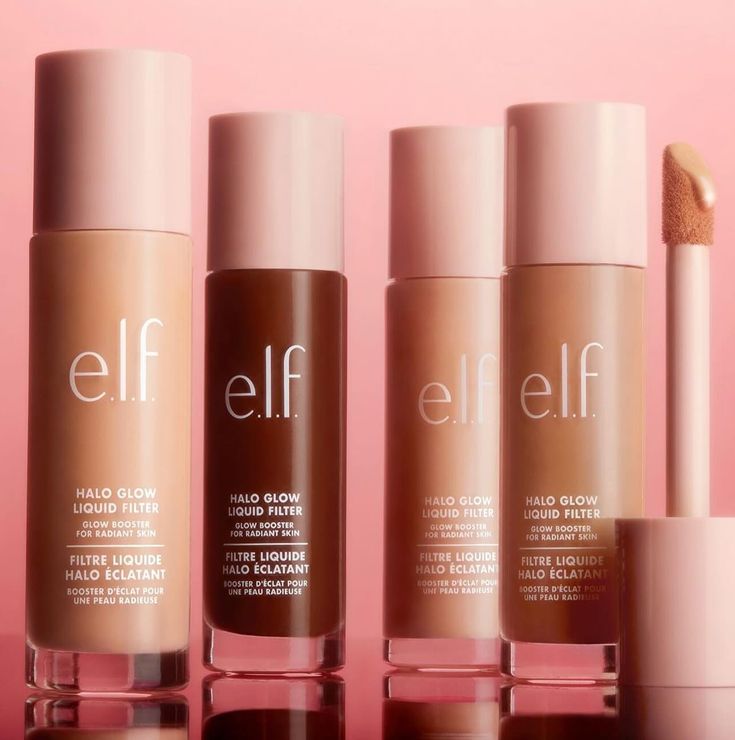 e.l.f.
HALO GLOW
LIQUID FILTER
GLOW BOOSTER
FOR RADIANT SKIN
FILTRE LIQUIDE
HALO ÉCLATANT
BOOSTER D'ÉCLAT POUR
UNE PEAU RADIEUSE
e.l.f.
HALO GLOW
LIQUID FILTER
GLOW BOOSTER
FOR RADIANT SKIN
FILTRE LIQUIDE
HALO ÉCLATANT
BOOSTER D'ÉCLAT POUR
UNE PEAU RADIEUSE
e.l.f.
HALO GLOW
LIQUID FILTER
GLOW BOOSTER
FOR RADIANT SKIN
FILTRE LIQUIDE
HALO ÉCLATANT
BOOSTER D'ÉCLAT POUR
UNE PEAU RADIEUSE
e.l.f.
HALO GLOW
LIQUID FILTER
GLOW BOOSTER
FOR RADIANT SKIN
FILTRE LIQUIDE
HALO ÉCLATANT
BOOSTER D'ÉCLAT POUR
UNE PEAU RADIEUSE